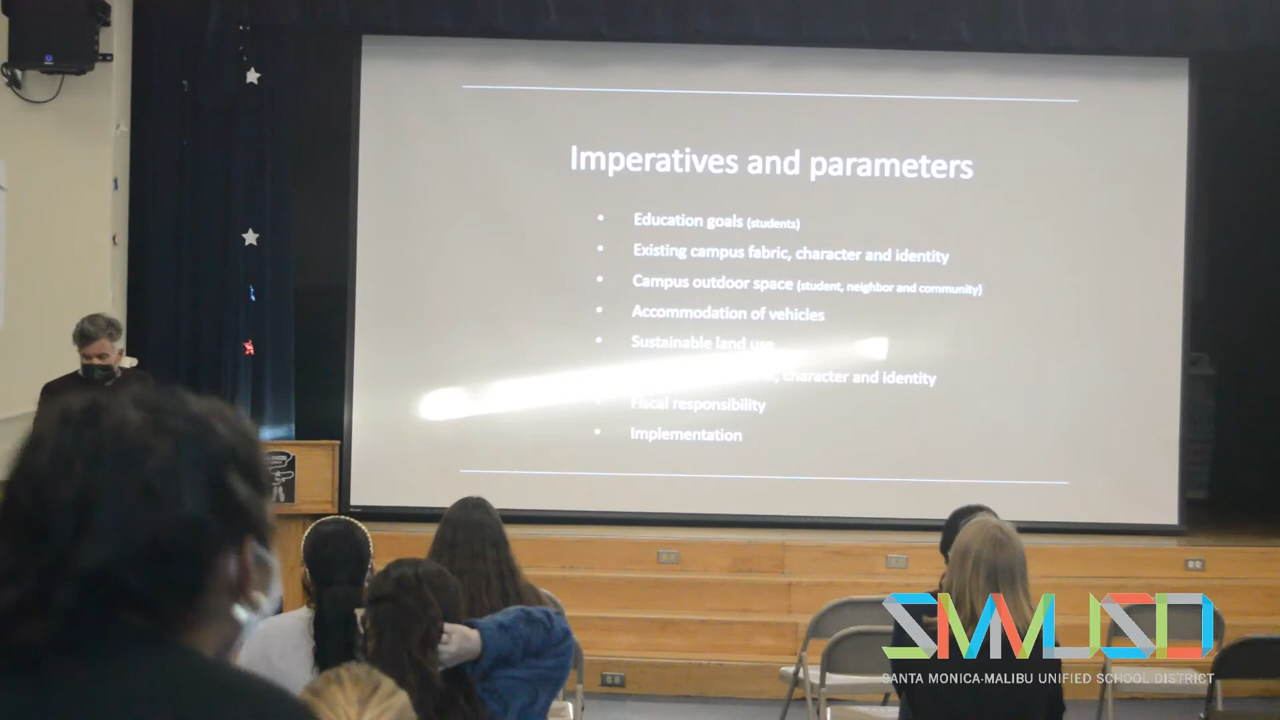 Imperatives and parameters
• Education goals (students)
• Existing campus fabric, character and identity
• Campus outdoor space (student, neighbor and community)
• Accommodation of vehicles
• Sustainable land use
, character and identity
• Fiscal responsibility
• Implementation
SMMUSD
SANTA MONICA-MALIBU UNIFIED SCHOOL DISTRICT